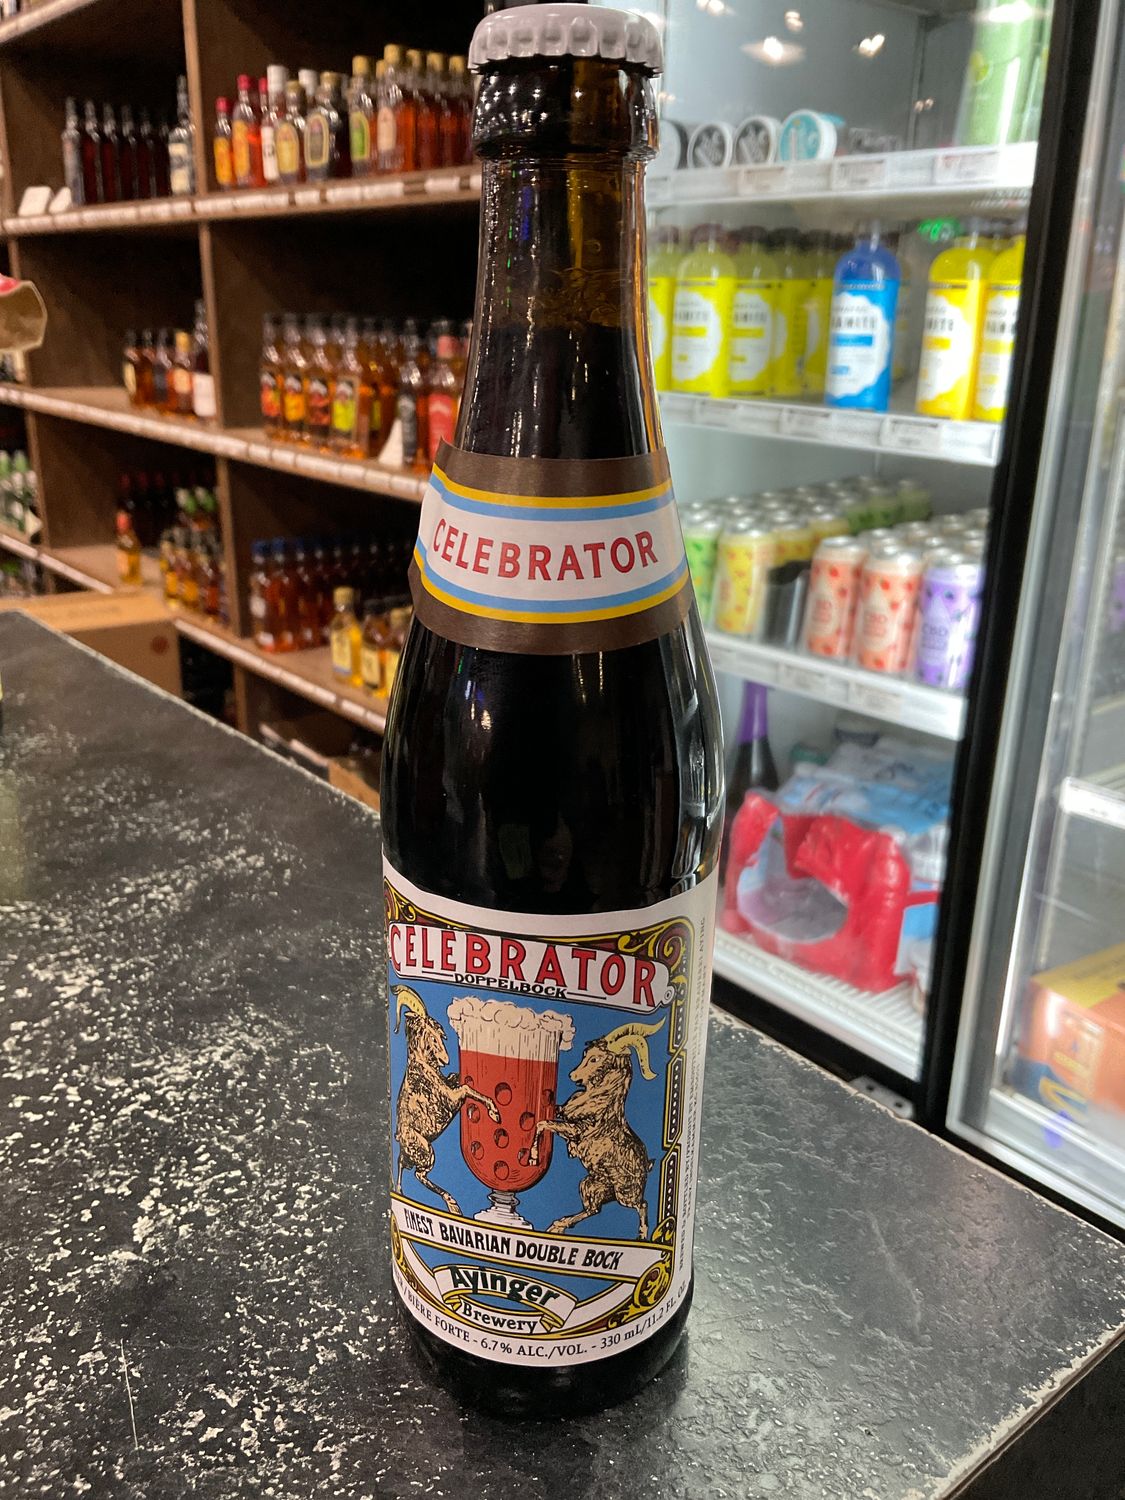 CELEBRATOR
CELEBRATOR
DOPPELBOCK
FINEST BAVARIAN DOUBLE BOCK
Ayinger
Brewery
/BIÈRE FORTE - 6.7% ALC./VOL. - 330 mL/11.2 FL. OZ
CBD